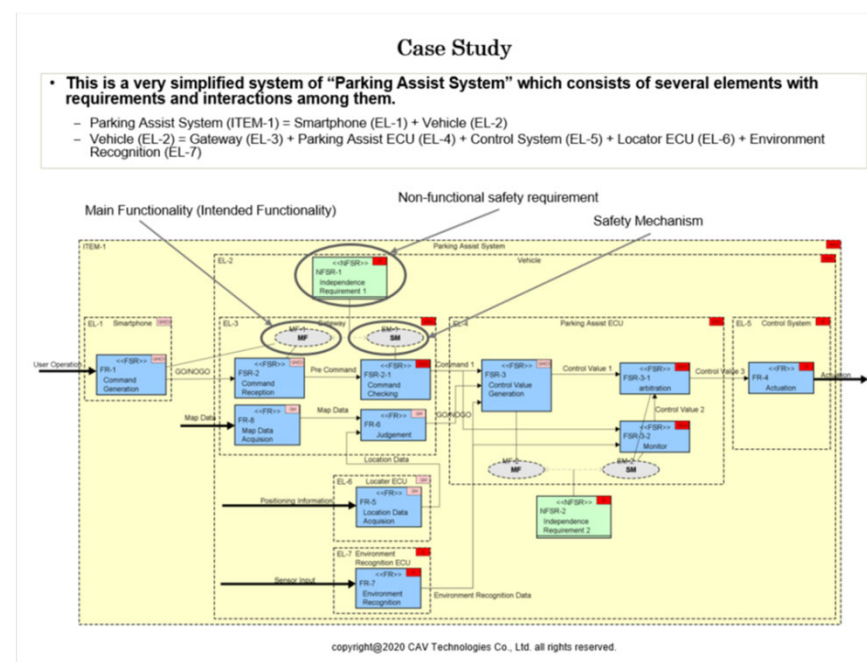 Case Study
• This is a very simplified system of “Parking Assist System” which consists of several elements with
requirements and interactions among them.
– Parking Assist System (ITEM-1) = Smartphone (EL-1) + Vehicle (EL-2)
– Vehicle (EL-2) = Gateway (EL-3) + Parking Assist ECU (EL-4) + Control System (EL-5) + Locator ECU (EL-6) + Environment
Recognition (EL-7)
Non-functional safety requirement
Main Functionality (Intended Functionality)
Safety Mechanism
ITEM-1
Parking Assist System
EL-2
Vehicle
<<NFSR>>
NFSR-1
Independence
Requirement 1
EL-1 Smartphone
EL-3 Gateway
MF-1
MF
SM-1
SM
EL-4 Parking Assist ECU
EL-5 Control System
User Operation
<<FSR>>
FR-1
Command
Generation
GO/NOGO
<<FSR>>
FSR-2
Command
Reception
Pre Command
<<FSR>>
FSR-2-1
Command
Checking
Command 1
<<FSR>>
FSR-3
Control Value
Generation
Control Value 1
<<FSR>>
FSR-3-1
arbitration
Control Value 3
<<FR>>
FR-4
Actuation
Actuation
Map Data
<<FR>>
FR-8
Map Data
Acquision
Map Data
<<FR>>
FR-6
Judgement
GO/NOGO
Control Value 2
<<FSR>>
FSR-3-2
Monitor
Location Data
MF-2
MF
SM-2
SM
EL-6 Locater ECU
<<FR>>
FR-5
Location Data
Acquision
Positioning Information
<<NFSR>>
NFSR-2
Independence
Requirement 2
EL-7 Environment
Recognition ECU
<<FR>>
FR-7
Environment
Recognition
Sensor Input
Environment Recognition Data
copyright@2020 CAV Technologies Co., Ltd. all rights reserved.